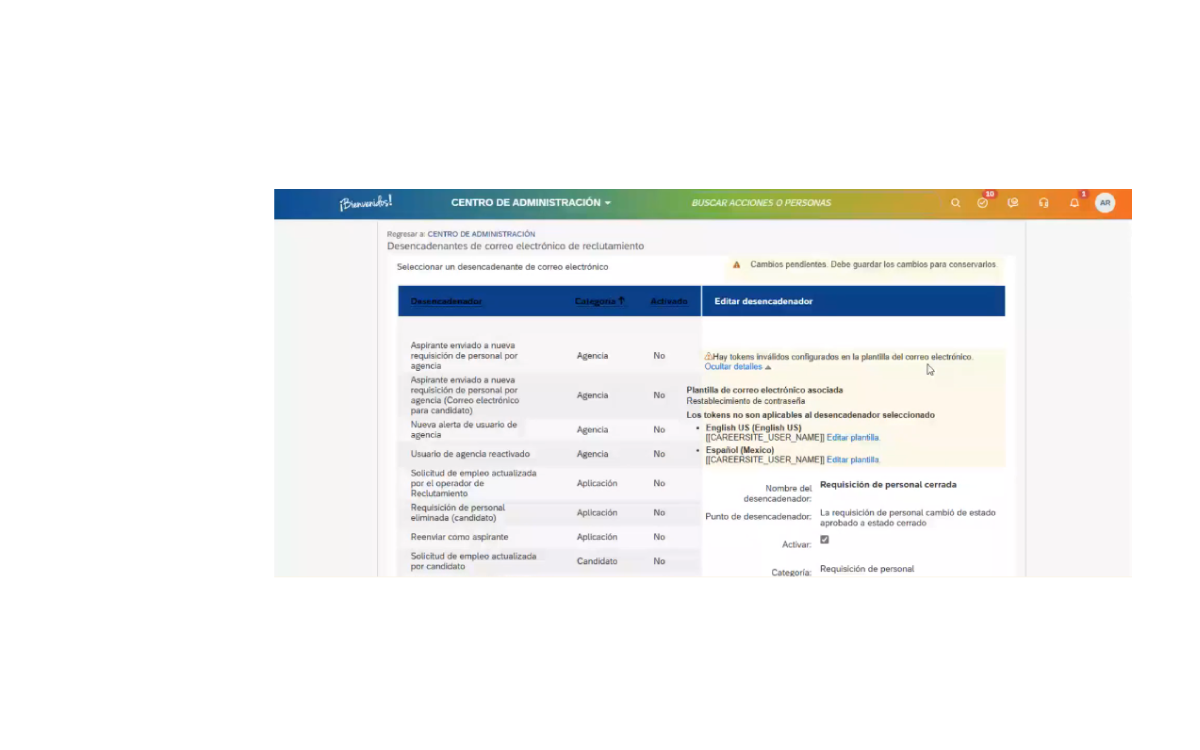 ¡Bienvenidos!
CENTRO DE ADMINISTRACIÓN
BUSCAR ACCIONES O PERSONAS
10
1
AR
Regresar a: CENTRO DE ADMINISTRACIÓN
Desencadenantes de correo electrónico de reclutamiento
Seleccionar un desencadenante de correo electrónico
Cambios pendientes. Debe guardar los cambios para conservarlos.
Desencadenador Categoría ↑ Activado
Editar desencadenador
Aspirante enviado a nueva
requisición de personal por
agencia
Agencia No
Aspirante enviado a nueva
requisición de personal por
agencia (Correo electrónico
para candidato)
Agencia No
Nueva alerta de usuario de
agencia
Agencia No
Usuario de agencia reactivado Agencia No
Solicitud de empleo actualizada
por el operador de
Reclutamiento
Aplicación No
Requisición de personal
eliminada (candidato)
Aplicación No
Reenviar como aspirante Aplicación No
Solicitud de empleo actualizada
por candidato
Candidato No
Hay tokens inválidos configurados en la plantilla del correo electrónico.
Ocultar detalles
Plantilla de correo electrónico asociada
Restablecimiento de contraseña
Los tokens no son aplicables al desencadenador seleccionado
• English US (English US)
[[CAREERSITE_USER_NAME]] Editar plantilla
• Español (Mexico)
[[CAREERSITE_USER_NAME]] Editar plantilla
Nombre del
desencadenador:
Requisición de personal cerrada
Punto de desencadenador:
La requisición de personal cambió de estado
aprobado a estado cerrado
Activar:
Categoría: Requisición de personal